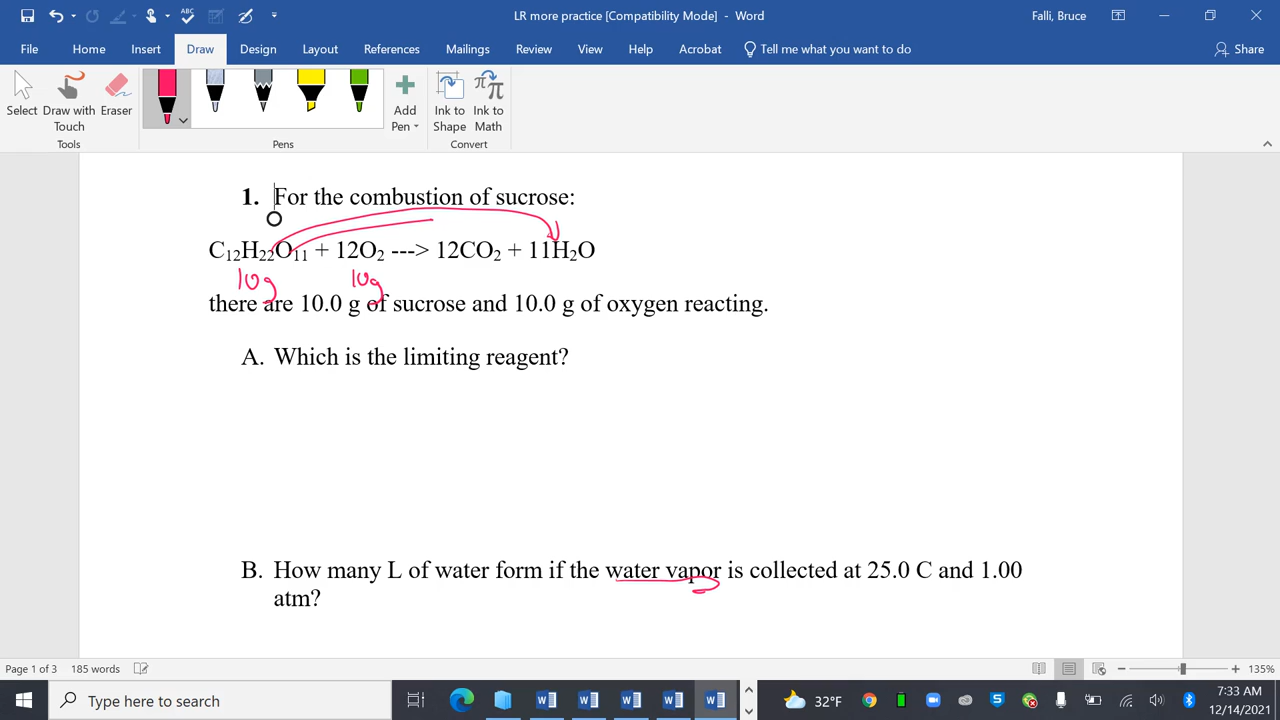 LR more practice [Compatibility Mode] - Word
Falli, Bruce
File Home Insert Draw Design Layout References Mailings Review View Help Acrobat Tell me what you want to do Share
Select Draw with Touch Eraser Add Pen Ink to Shape Ink to Math
Tools Pens Convert
1. For the combustion of sucrose:
C₁₂H₂₂O₁₁ + 12O₂ ---> 12CO₂ + 11H₂O
10g 10g
there are 10.0 g of sucrose and 10.0 g of oxygen reacting.
A. Which is the limiting reagent?
B. How many L of water form if the water vapor is collected at 25.0 C and 1.00
atm?
Page 1 of 3 185 words 135%
Type here to search 32°F 7:33 AM
12/14/2021